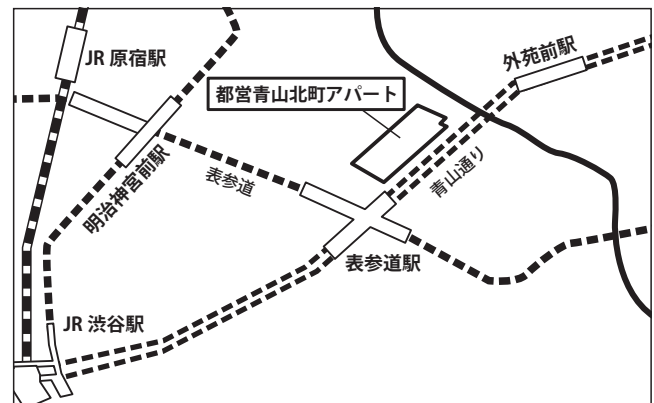 JR 原宿駅
外苑前駅
都営青山北町アパート
明治神宮前駅
表参道
青山通り
表参道駅
JR 渋谷駅